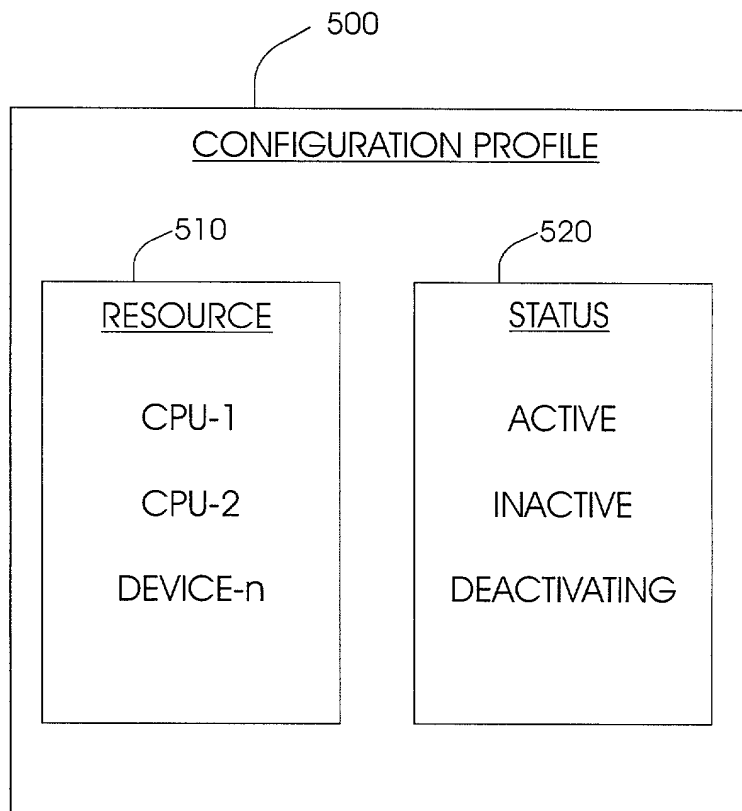 500
CONFIGURATION PROFILE
510
520
RESOURCE
STATUS
CPU-1
ACTIVE
CPU-2
INACTIVE
DEVICE-n
DEACTIVATING